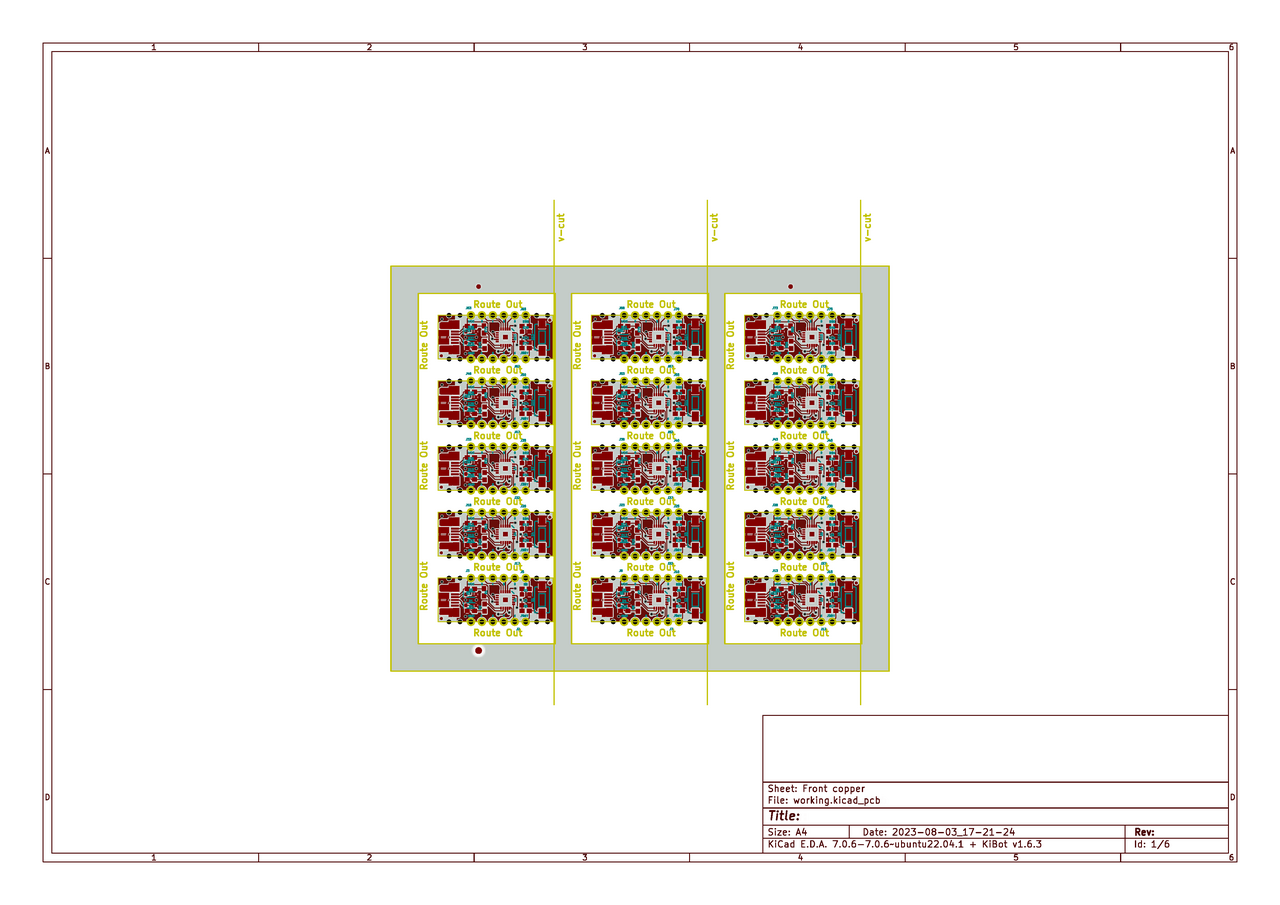 1 2 3 4 5 6
A A
v-cut v-cut v-cut
Route Out Route Out Route Out
Route Out Route Out Route Out
B B
Route Out Route Out Route Out
Route Out Route Out Route Out
Route Out Route Out Route Out
Route Out Route Out Route Out
C C
Route Out Route Out Route Out
Route Out Route Out Route Out
Route Out Route Out Route Out
D D
Sheet: Front copper
File: working.kicad_pcb
Title:
Size: A4 Date: 2023-08-03_17-21-24 Rev:
KiCad E.D.A. 7.0.6-7.0.6~ubuntu22.04.1 + KiBot v1.6.3 Id: 1/6
1 2 3 4 5 6